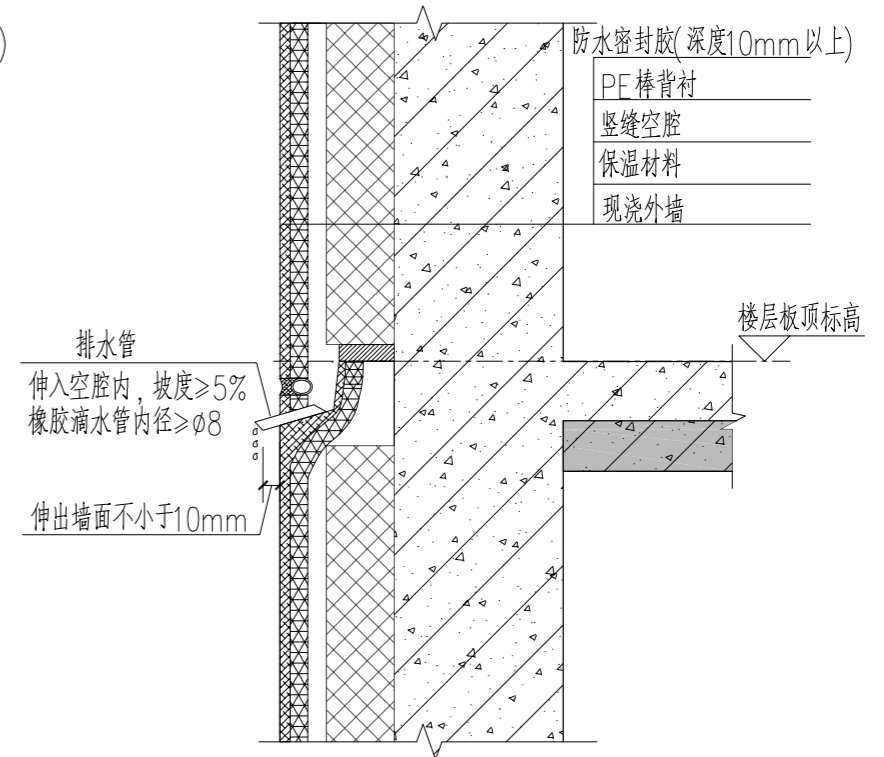 )
防水密封胶(深度10mm以上)
PE棒背衬
竖缝空腔
保温材料
现浇外墙
楼层板顶标高
排水管
伸入空腔内，坡度≥5%
橡胶滴水管内径≥ø8
伸出墙面不小于10mm